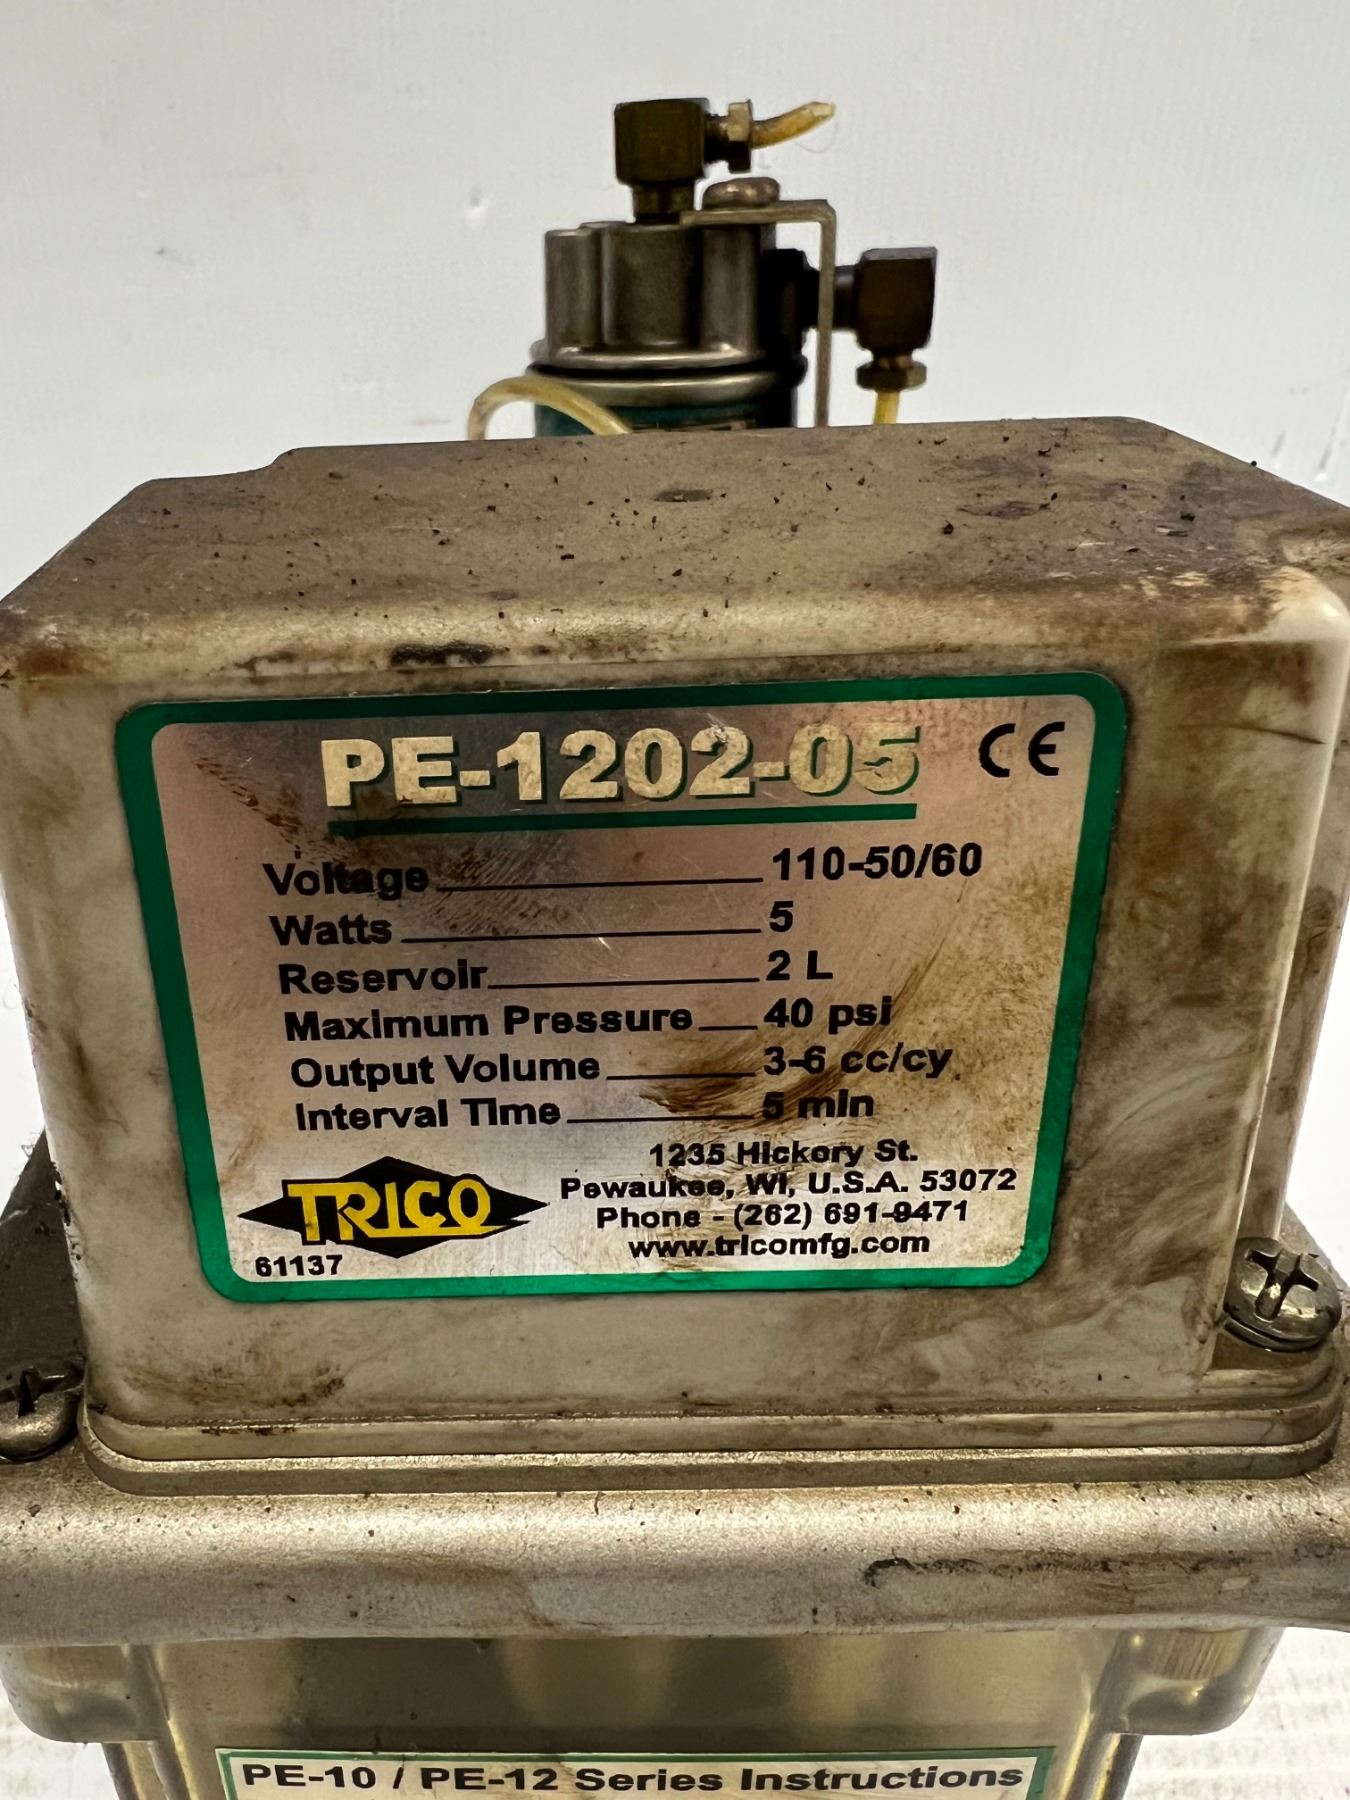 PE-1202-05 CE
Voltage 110-50/60
Watts 5
Reservoir 2 L
Maximum Pressure 40 psi
Output Volume 3-6 cc/cy
Interval Time 5 min
1235 Hickory St.
Pewaukee, WI, U.S.A. 53072
Phone - (262) 691-9471
www.tricomfg.com
TRICO
61137
PE-10 / PE-12 Series Instructions